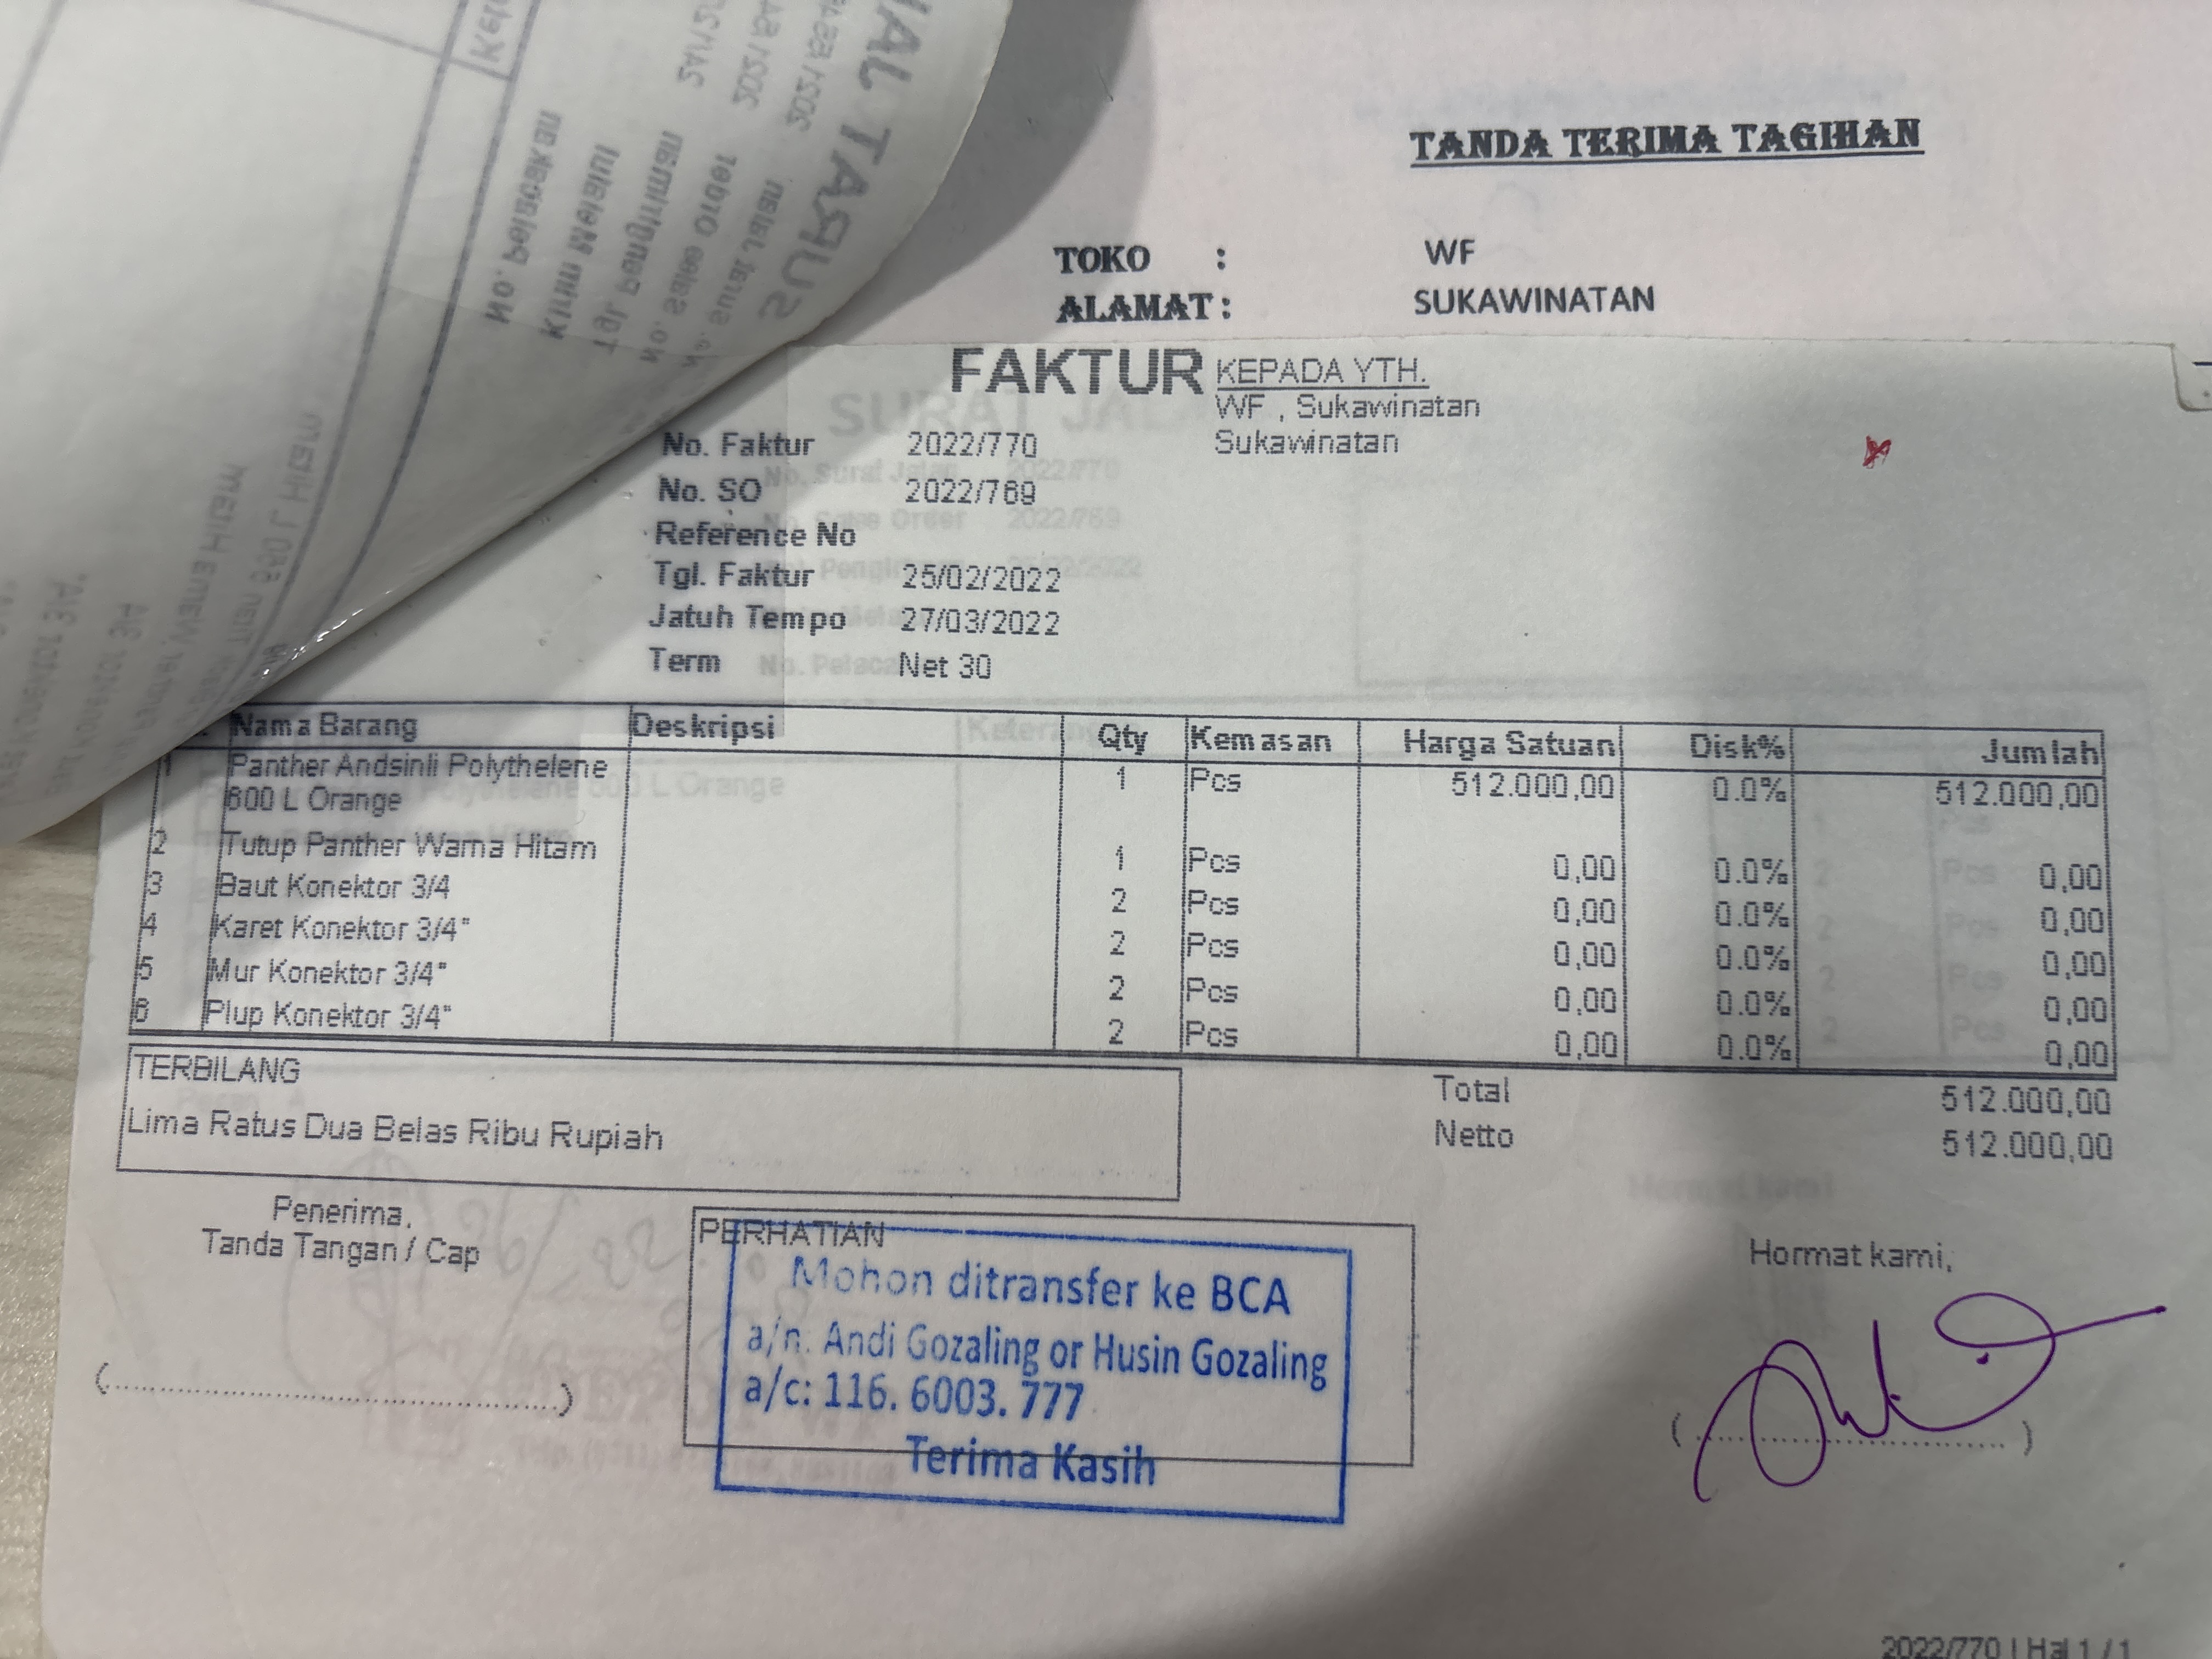 TANDA TERIMA TAGIHAN
TOKO : WF
ALAMAT : SUKAWINATAN
FAKTUR
KEPADA YTH.
WF , Sukawinatan
Sukawinatan
No. Faktur 2022/770
No. SO 2022/769
Reference No
Tgl. Faktur 25/02/2022
Jatuh Tempo 27/03/2022
Term Net 30
Nama Barang Deskripsi Qty Kemasan Harga Satuan Disk% Jumlah
1 Panther Andsinli Polythelene 1 Pcs 512.000,00 0.0% 512.000,00
600 L Orange
2 Tutup Panther Warna Hitam 1 Pcs 0,00 0.0% 0,00
3 Baut Konektor 3/4 2 Pcs 0,00 0.0% 0,00
4 Karet Konektor 3/4" 2 Pcs 0,00 0.0% 0,00
5 Mur Konektor 3/4" 2 Pcs 0,00 0.0% 0,00
6 Plup Konektor 3/4" 2 Pcs 0,00 0.0% 0,00
TERBILANG
Lima Ratus Dua Belas Ribu Rupiah
Total 512.000,00
Netto 512.000,00
Penerima,
Tanda Tangan / Cap
(..............................)
PERHATIAN
Mohon ditransfer ke BCA
a/n. Andi Gozaling or Husin Gozaling
a/c: 116. 6003. 777
Terima Kasih
Hormat kami,
(..............................)
2022/770 | Hal 1 / 1